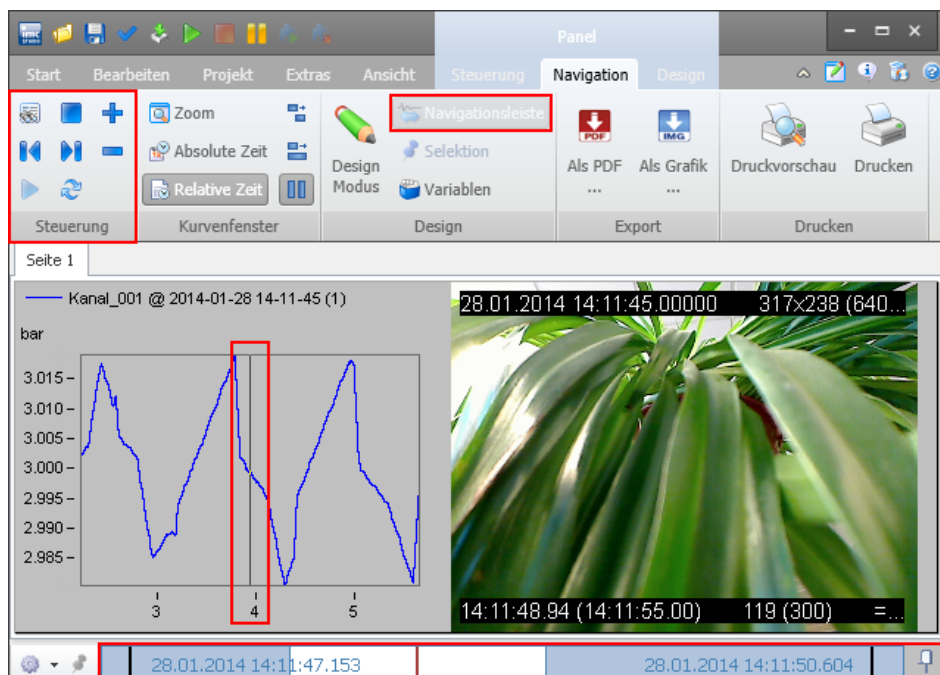 imc
STUDIO
Panel
Start Bearbeiten Projekt Extras Ansicht Steuerung Navigation Design
Zoom
Absolute Zeit
Relative Zeit
Design
Modus
Navigationsleiste
Selektion
Variablen
PDF
Als PDF
...
IMG
Als Grafik
...
Druckvorschau
Drucken
Steuerung Kurvenfenster Design Export Drucken
Seite 1
Kanal_001 @ 2014-01-28 14-11-45 (1)
bar
3.015
3.010
3.005
3.000
2.995
2.990
2.985
3 4 5
28.01.2014 14:11:45.00000 317x238 (640...
14:11:48.94 (14:11:55.00) 119 (300) =...
28.01.2014 14:11:47.153 28.01.2014 14:11:50.604